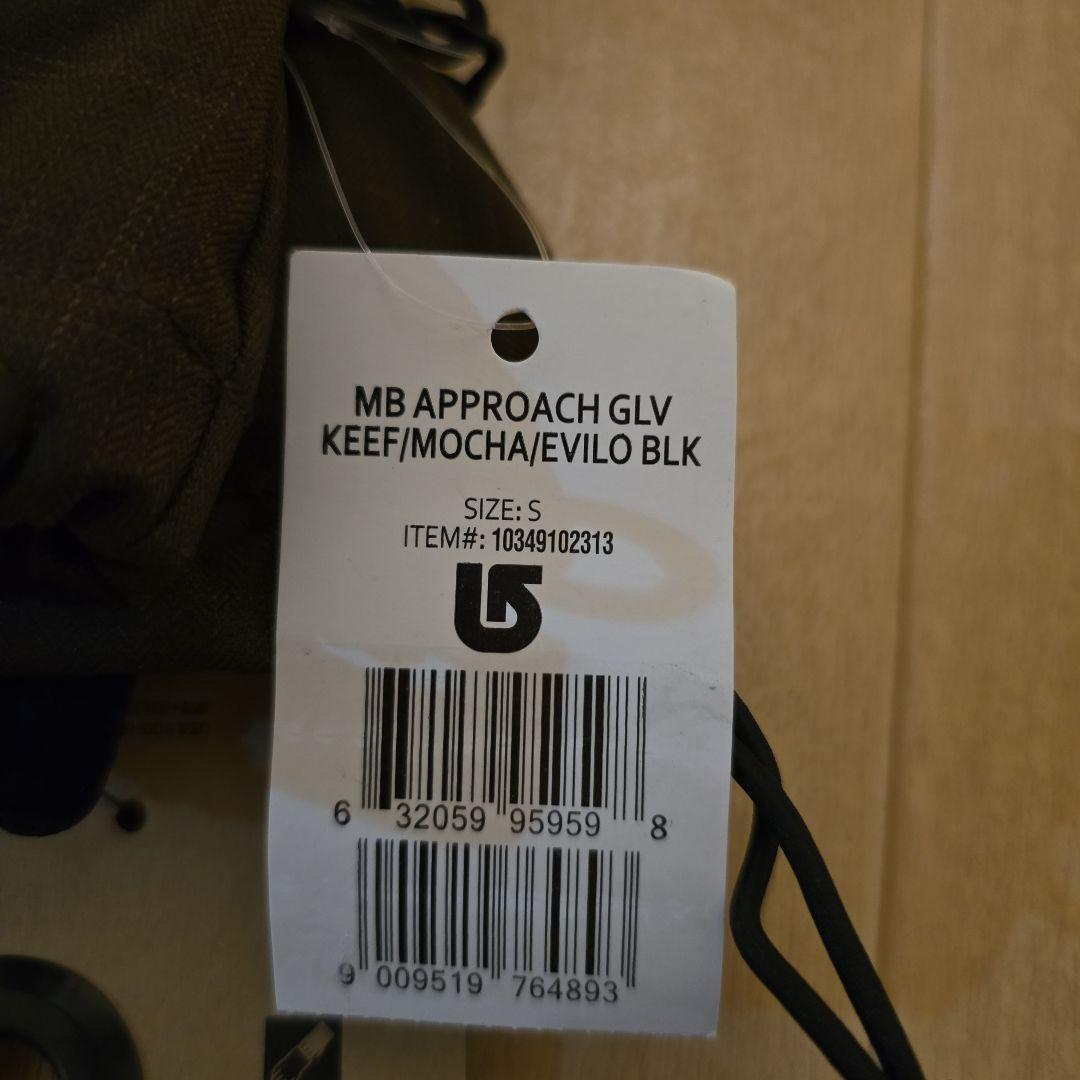 MB APPROACH GLV
KEEF/MOCHA/EVILO BLK
SIZE: S
ITEM#: 10349102313
6 32059 95959 8
9 009519 764893